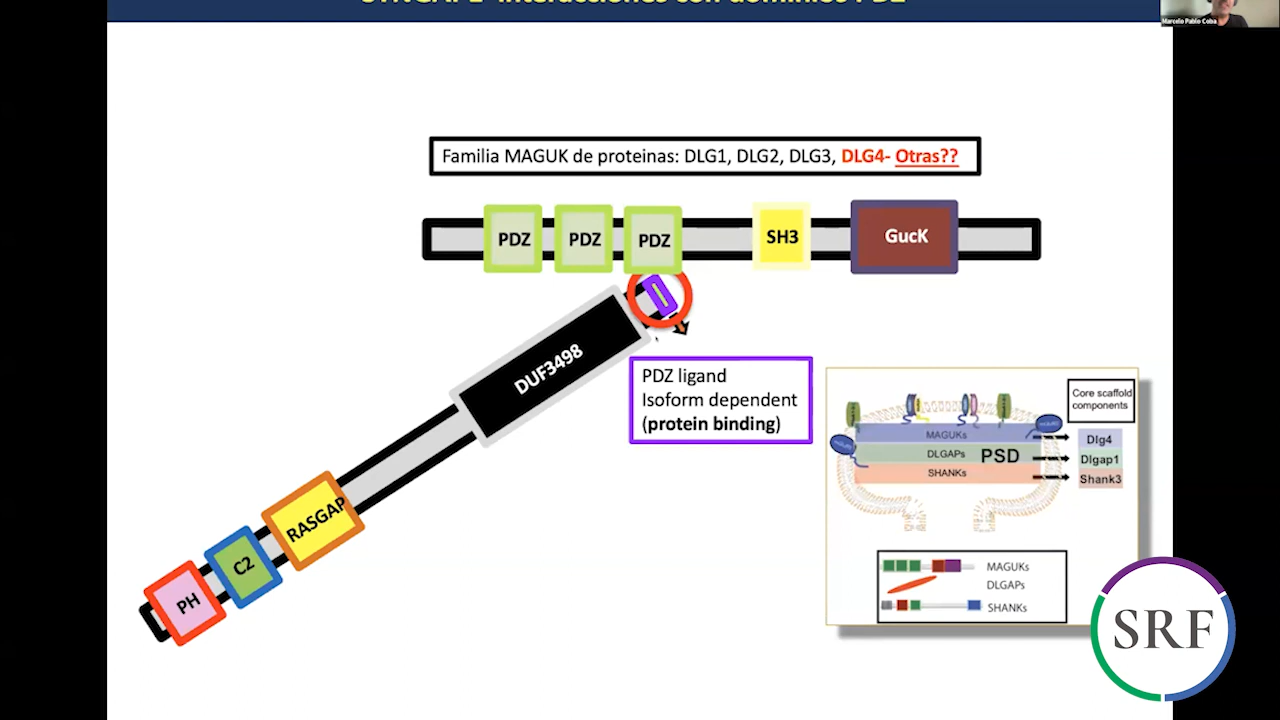 Marcelo Pablo Coba
Familia MAGUK de proteinas: DLG1, DLG2, DLG3, DLG4- Otras??
PDZ
PDZ
PDZ
SH3
GucK
DUF3498
PDZ ligand
Isoform dependent
(protein binding)
RASGAP
C2
PH
Core scaffold
components
MAGUKs
DLGAPs
PSD
SHANKs
Dlg4
Dlgap1
Shank3
MAGUKs
DLGAPs
SHANKs
SRF